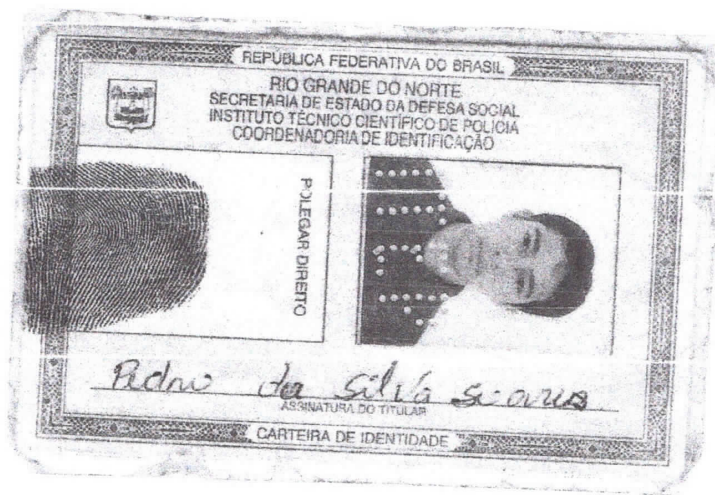 REPÚBLICA FEDERATIVA DO BRASIL
RIO GRANDE DO NORTE
SECRETARIA DE ESTADO DA DEFESA SOCIAL
INSTITUTO TÉCNICO CIENTÍFICO DE POLÍCIA
COORDENADORIA DE IDENTIFICAÇÃO
POLEGAR DIREITO
Pedro da Silva Soares
ASSINATURA DO TITULAR
CARTEIRA DE IDENTIDADE